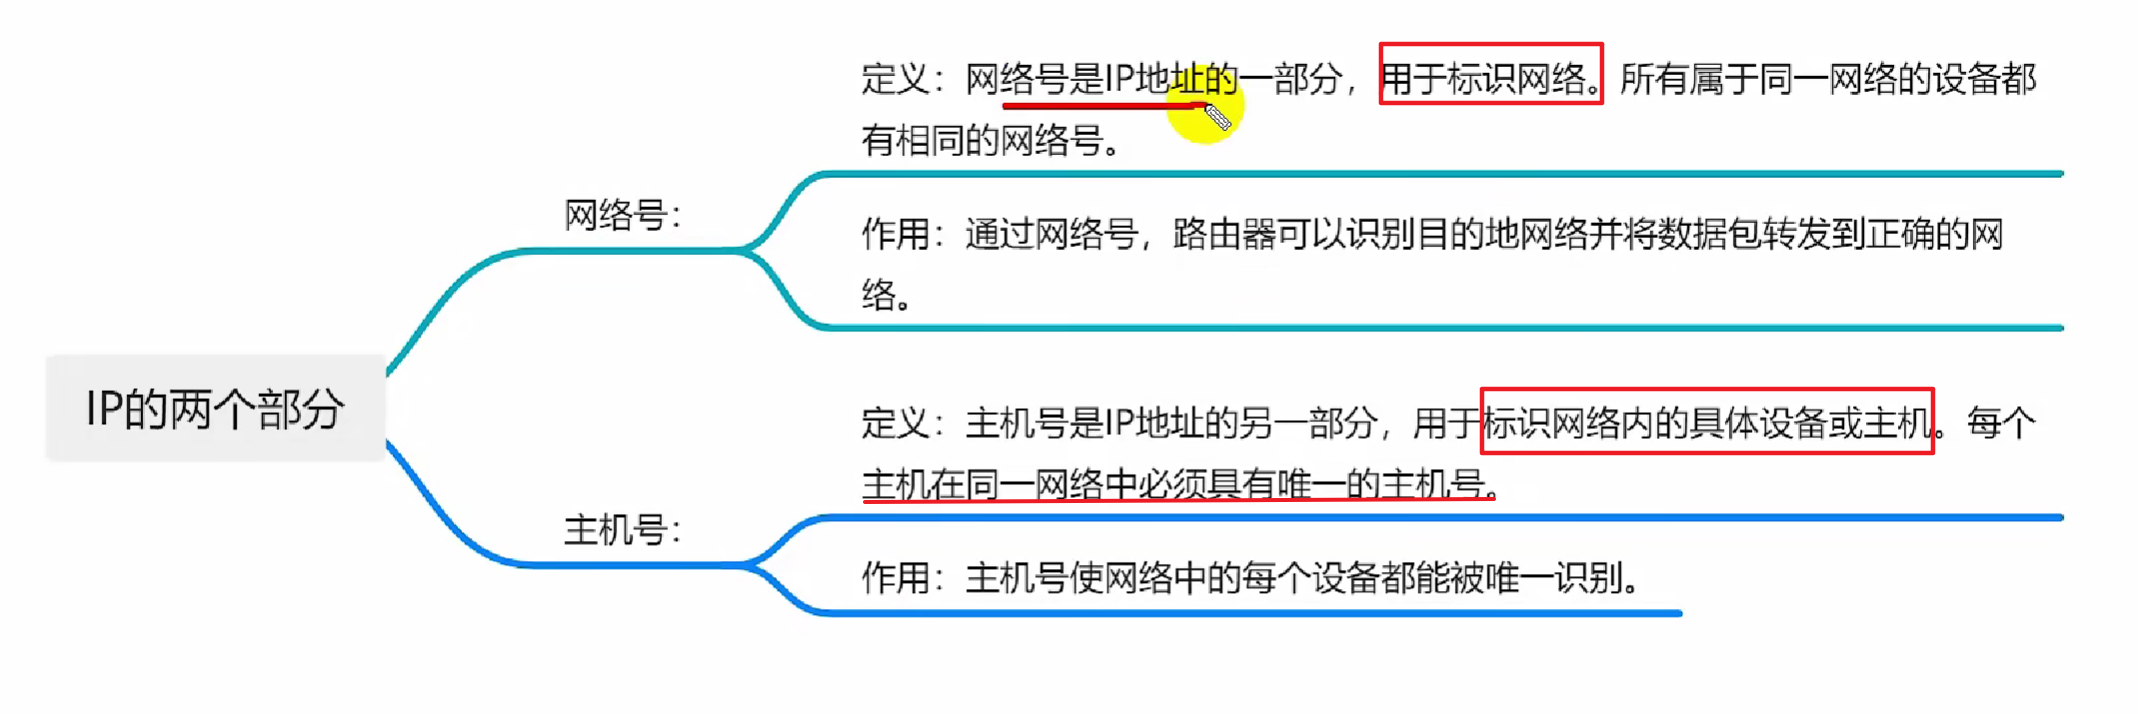 定义：网络号是IP地址的一部分，用于标识网络。所有属于同一网络的设备都
有相同的网络号。
网络号：
作用：通过网络号，路由器可以识别目的地网络并将数据包转发到正确的网
络。
IP的两个部分
定义：主机号是IP地址的另一部分，用于标识网络内的具体设备或主机。每个
主机在同一网络中必须具有唯一的主机号。
主机号：
作用：主机号使网络中的每个设备都能被唯一识别。